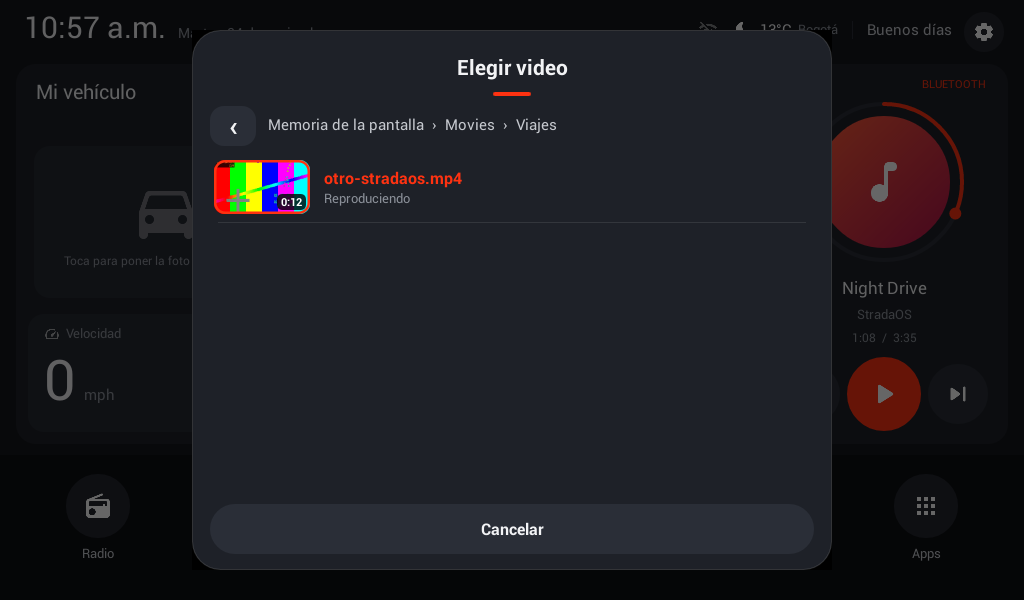 10:57 a.m.
13°C Bogotá
Buenos días
Elegir video
Mi vehículo
BLUETOOTH
‹
Memoria de la pantalla › Movies › Viajes
otro-stradaos.mp4
0:12
Reproduciendo
Toca para poner la foto
Night Drive
StradaOS
1:08 / 3:35
Velocidad
0 mph
Cancelar
Radio
Apps